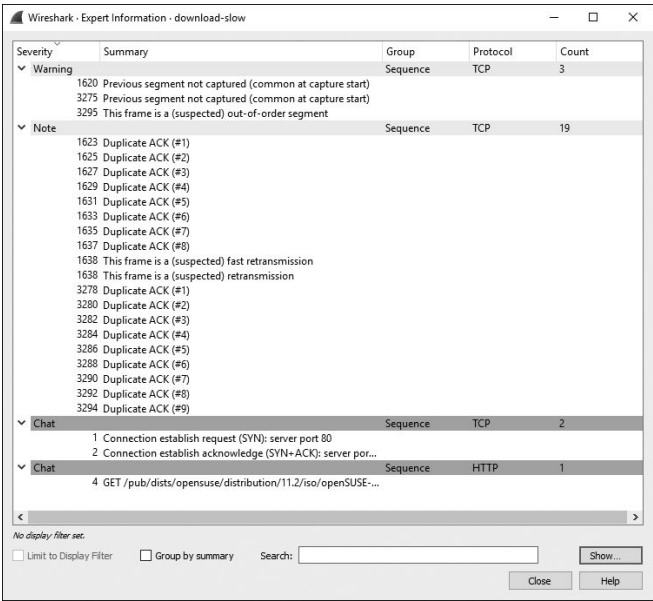 Wireshark · Expert Information · download-slow
Severity Summary Group Protocol Count
Warning Sequence TCP 3
1620 Previous segment not captured (common at capture start)
3275 Previous segment not captured (common at capture start)
3295 This frame is a (suspected) out-of-order segment
Note Sequence TCP 19
1623 Duplicate ACK (#1)
1625 Duplicate ACK (#2)
1627 Duplicate ACK (#3)
1629 Duplicate ACK (#4)
1631 Duplicate ACK (#5)
1633 Duplicate ACK (#6)
1635 Duplicate ACK (#7)
1637 Duplicate ACK (#8)
1638 This frame is a (suspected) fast retransmission
1638 This frame is a (suspected) retransmission
3278 Duplicate ACK (#1)
3280 Duplicate ACK (#2)
3282 Duplicate ACK (#3)
3284 Duplicate ACK (#4)
3286 Duplicate ACK (#5)
3288 Duplicate ACK (#6)
3290 Duplicate ACK (#7)
3292 Duplicate ACK (#8)
3294 Duplicate ACK (#9)
Chat Sequence TCP 2
1 Connection establish request (SYN): server port 80
2 Connection establish acknowledge (SYN+ACK): server por...
Chat Sequence HTTP 1
4 GET /pub/dists/opensuse/distribution/11.2/iso/openSUSE-...
No display filter set.
Limit to Display Filter Group by summary Search: Show...
Close Help